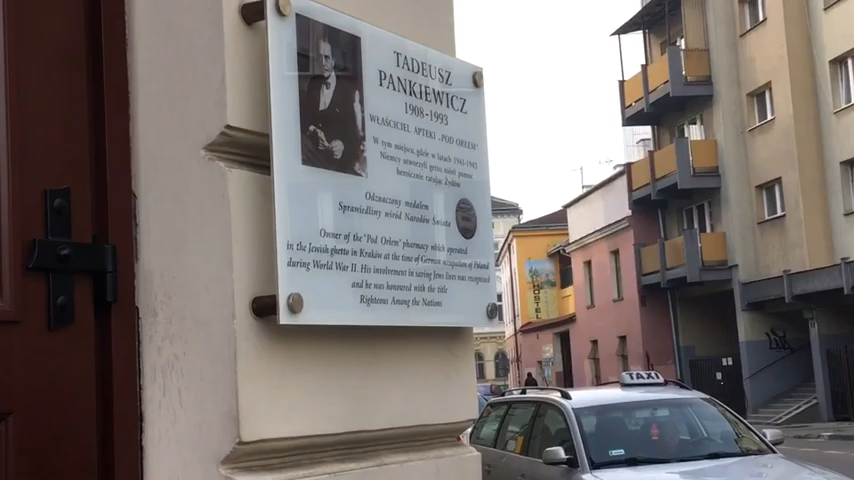 TADEUSZ
PANKIEWICZ
1908-1993
WŁAŚCICIEL APTEKI „POD ORŁEM"
W tym miejscu, gdzie w latach 1941-1943
Niemcy utworzyli getto, niósł pomoc,
heroicznie ratując Żydów
Odznaczony medalem
Sprawiedliwy wśród Narodów Świata
Owner of the "Pod Orłem" pharmacy which operated
in the Jewish ghetto in Kraków at the time of German occupation of Poland
during World War II. His involvement in saving Jews lives was recognized
and he was honoured with the title
Righteous Among the Nations
HOSTEL
TAXI